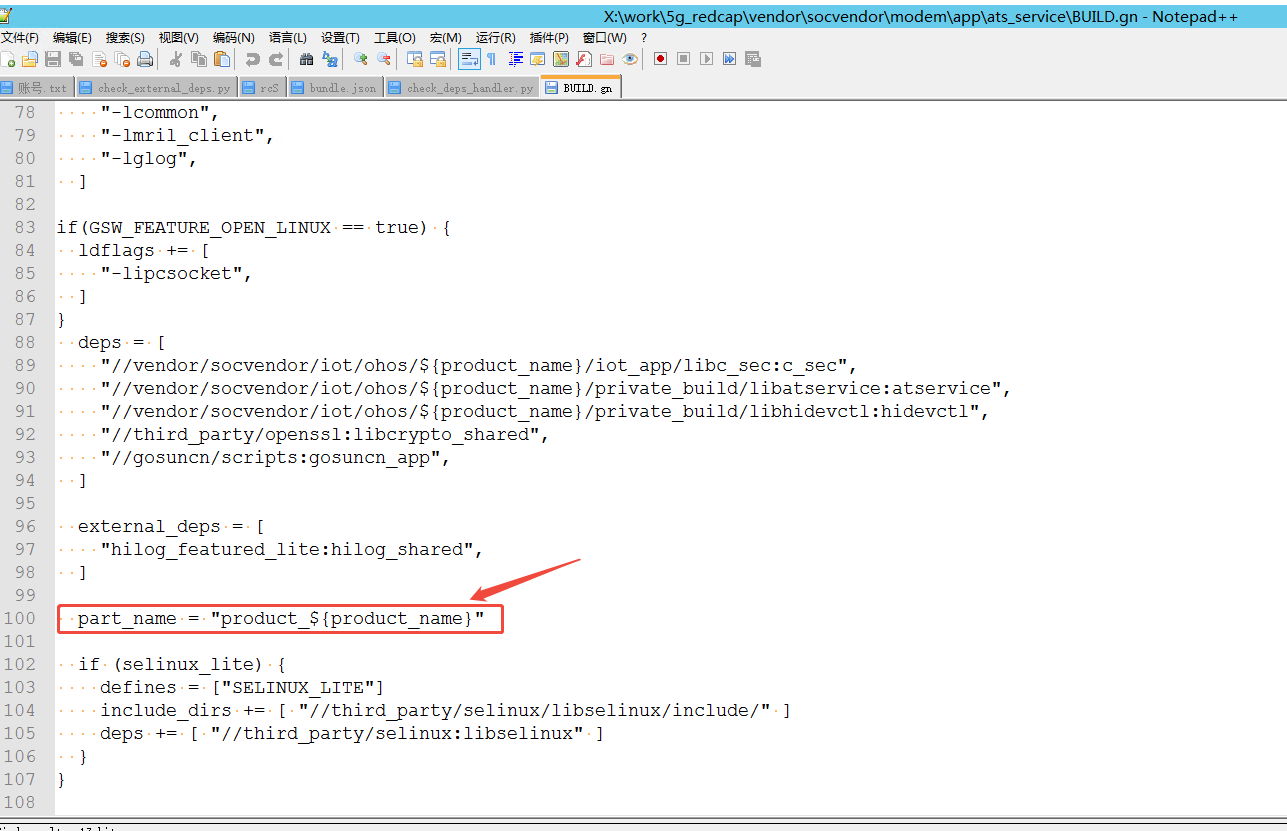 X:\work\5g_redcap\vendor\socvendor\modem\app\ats_service\BUILD.gn - Notepad++
文件(F) 编辑(E) 搜索(S) 视图(V) 编码(N) 语言(L) 设置(T) 工具(O) 宏(M) 运行(R) 插件(P) 窗口(W) ?
账号.txt check_external_deps.py rcS bundle.json check_deps_handler.py BUILD.gn
78 "-lcommon",
79 "-lmril_client",
80 "-lglog",
81 ]
82
83 if(GSW_FEATURE_OPEN_LINUX == true) {
84 ldflags += [
85 "-lipcsocket",
86 ]
87 }
88 deps = [
89 "//vendor/socvendor/iot/ohos/${product_name}/iot_app/libc_sec:c_sec",
90 "//vendor/socvendor/iot/ohos/${product_name}/private_build/libatservice:atservice",
91 "//vendor/socvendor/iot/ohos/${product_name}/private_build/libhidevctl:hidevctl",
92 "//third_party/openssl:libcrypto_shared",
93 "//gosuncn/scripts:gosuncn_app",
94 ]
95
96 external_deps = [
97 "hilog_featured_lite:hilog_shared",
98 ]
99
100 part_name = "product_${product_name}"
101
102 if (selinux_lite) {
103 defines = ["SELINUX_LITE"]
104 include_dirs += [ "//third_party/selinux/libselinux/include/" ]
105 deps += [ "//third_party/selinux:libselinux" ]
106 }
107 }
108